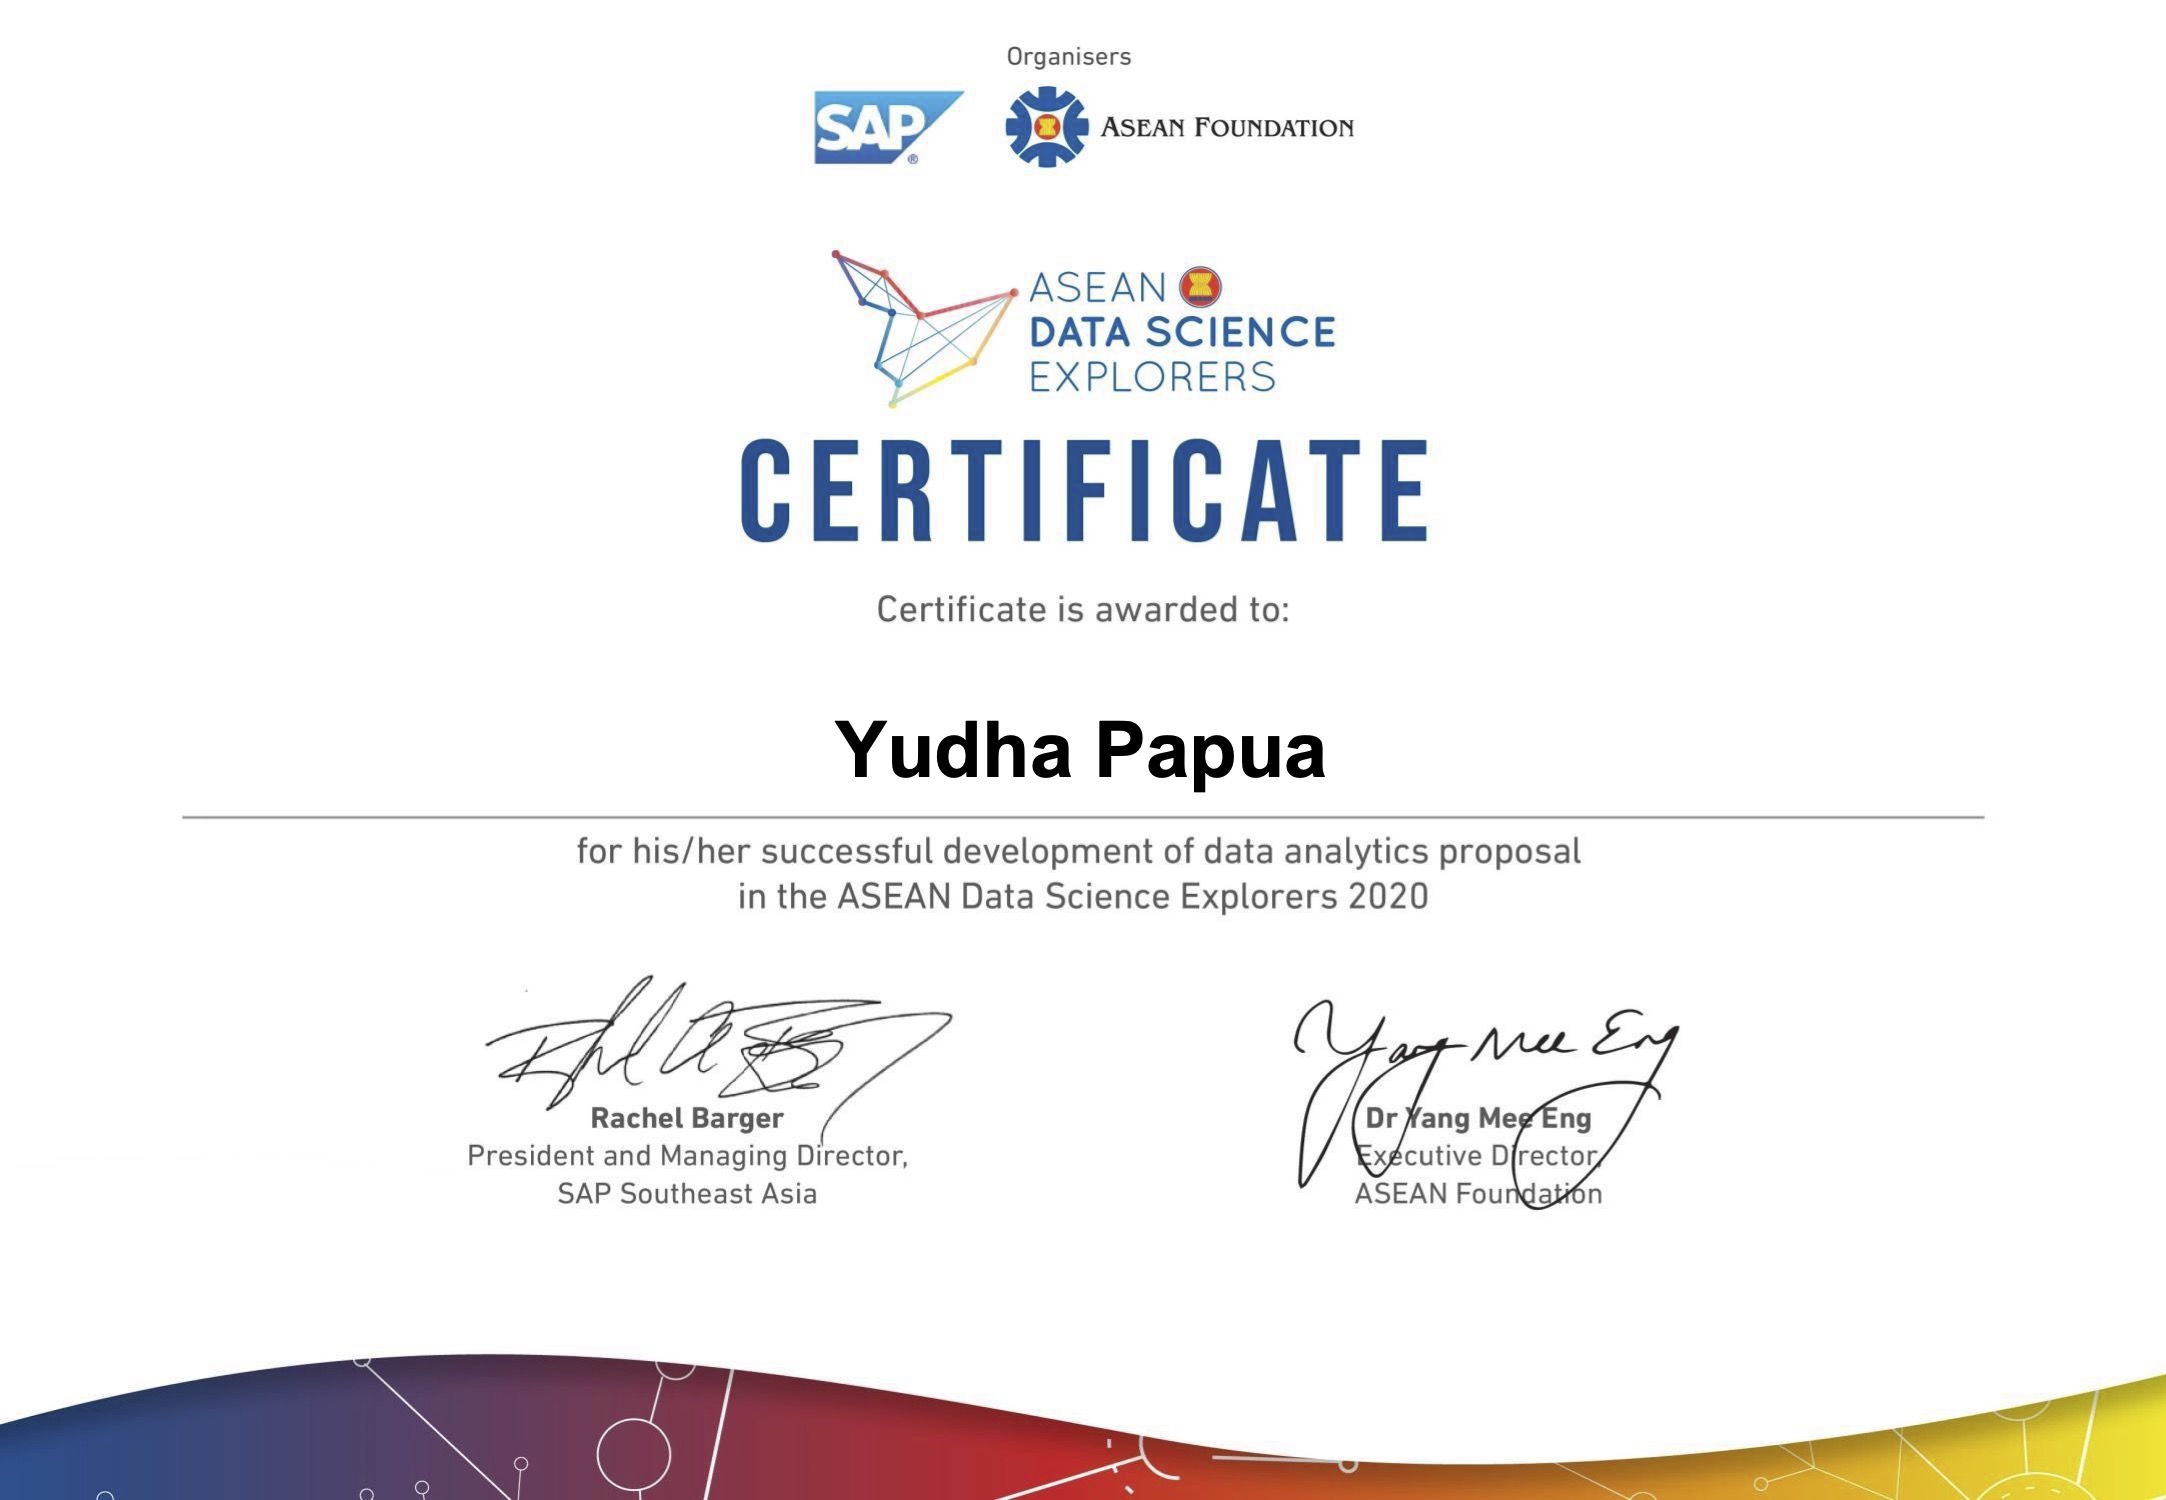 Organisers
SAP ®
ASEAN FOUNDATION
ASEAN
DATA SCIENCE
EXPLORERS
CERTIFICATE
Certificate is awarded to:
Yudha Papua
for his/her successful development of data analytics proposal
in the ASEAN Data Science Explorers 2020
Yang Mee Eng
Rachel Barger
President and Managing Director,
SAP Southeast Asia
Dr Yang Mee Eng
Executive Director,
ASEAN Foundation